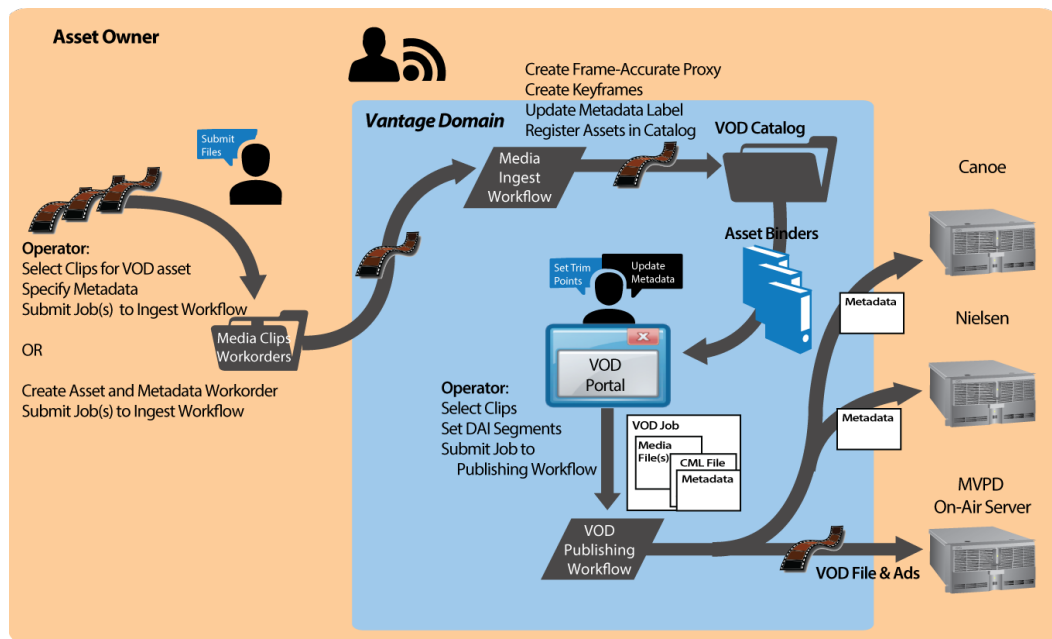 Asset Owner
Submit
Files
Operator:
Select Clips for VOD asset
Specify Metadata
Submit Job(s) to Ingest Workflow
OR
Create Asset and Metadata Workorder
Submit Job(s) to Ingest Workflow
Media Clips
Workorders
Create Frame-Accurate Proxy
Create Keyframes
Update Metadata Label
Register Assets in Catalog
Vantage Domain
Media
Ingest
Workflow
VOD Catalog
Asset Binders
Set Trim
Points
Update
Metadata
VOD
Portal
Operator:
Select Clips
Set DAI Segments
Submit Job to
Publishing Workflow
VOD Job
Media
File(s)
CML File
Metadata
VOD
Publishing
Workflow
Canoe
Metadata
Nielsen
Metadata
MVPD
On-Air Server
VOD File & Ads